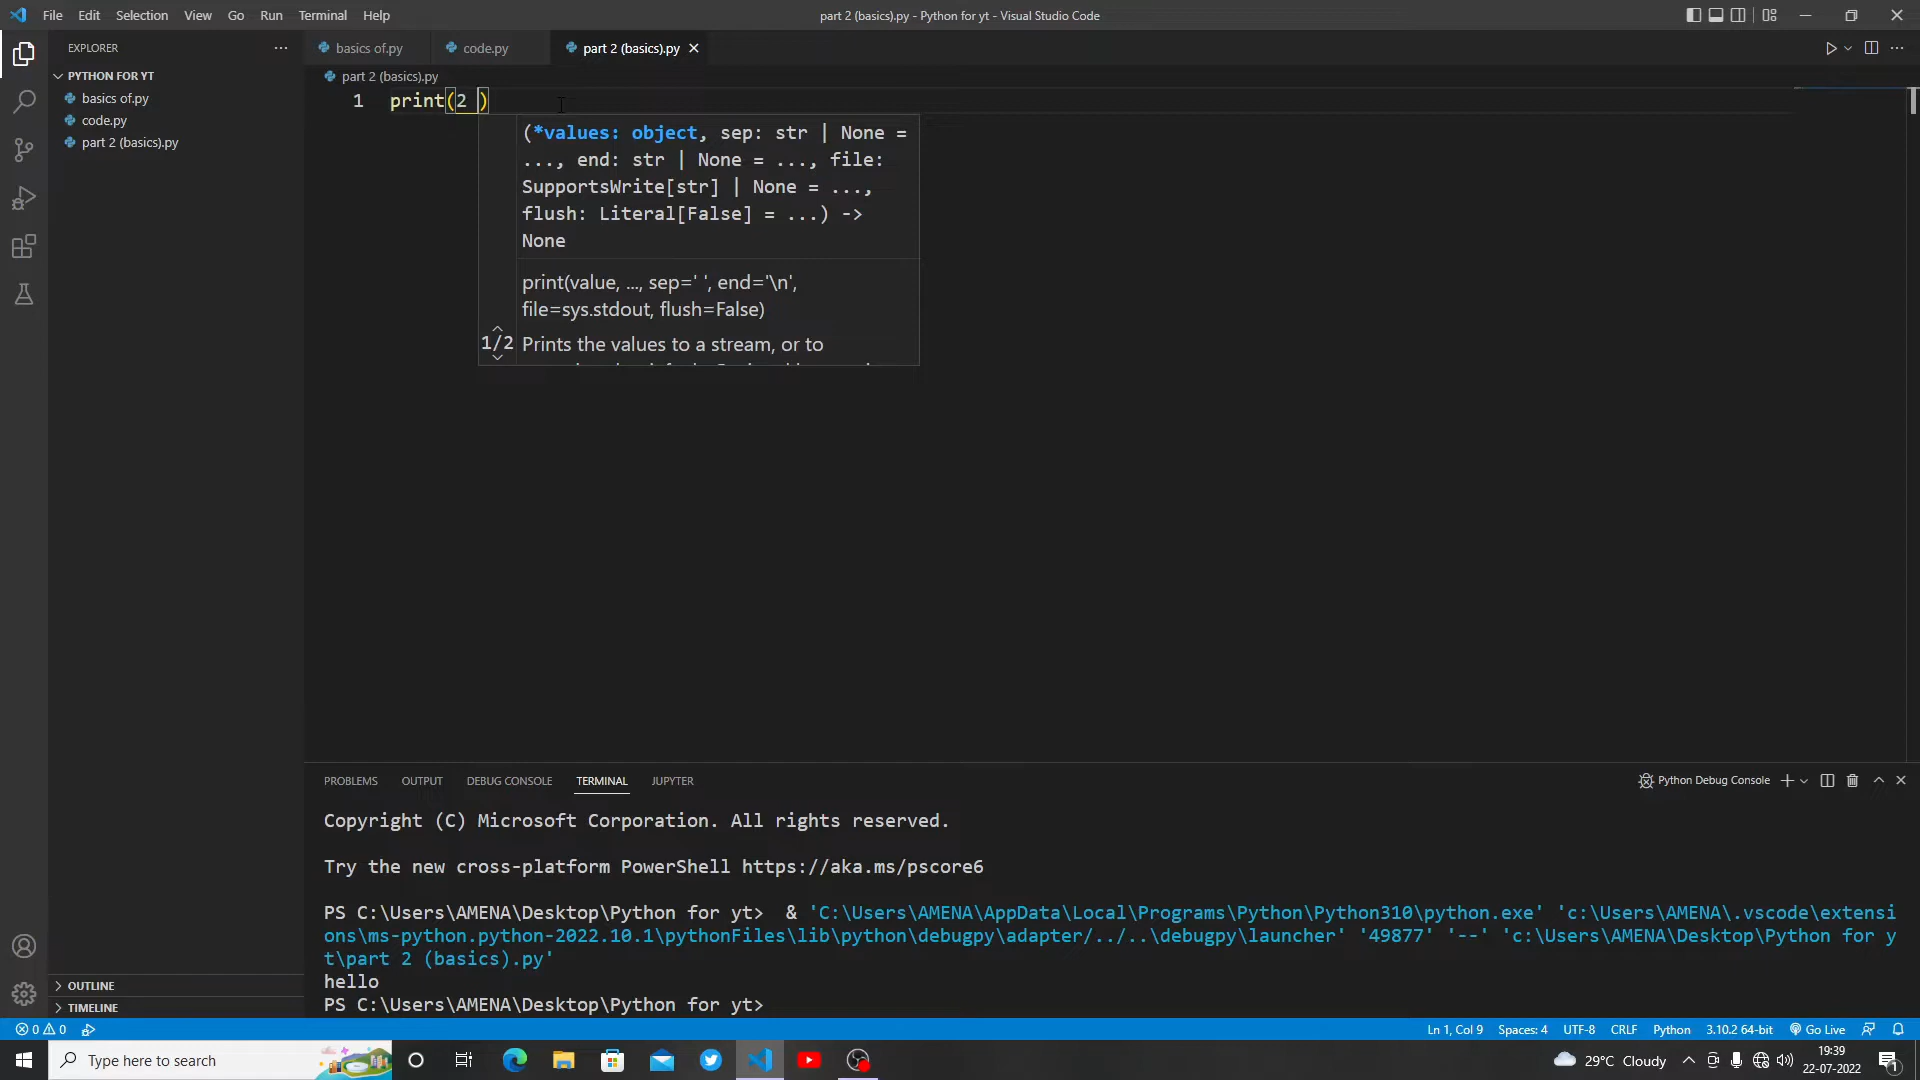 File Edit Selection View Go Run Terminal Help
part 2 (basics).py - Python for yt - Visual Studio Code
EXPLORER
PYTHON FOR YT
basics of.py
code.py
part 2 (basics).py
OUTLINE
TIMELINE
basics of.py code.py part 2 (basics).py
part 2 (basics).py
1 print(2 )
(*values: object, sep: str | None =
..., end: str | None = ..., file:
SupportsWrite[str] | None = ...,
flush: Literal[False] = ...) ->
None
print(value, ..., sep=' ', end='\n',
file=sys.stdout, flush=False)
1/2 Prints the values to a stream, or to
PROBLEMS OUTPUT DEBUG CONSOLE TERMINAL JUPYTER
Python Debug Console
Copyright (C) Microsoft Corporation. All rights reserved.
Try the new cross-platform PowerShell https://aka.ms/pscore6
PS C:\Users\AMENA\Desktop\Python for yt>  & 'C:\Users\AMENA\AppData\Local\Programs\Python\Python310\python.exe' 'c:\Users\AMENA\.vscode\extensi
ons\ms-python.python-2022.10.1\pythonFiles\lib\python\debugpy\adapter/../..\debugpy\launcher' '49877' '--' 'c:\Users\AMENA\Desktop\Python for y
t\part 2 (basics).py'
hello
PS C:\Users\AMENA\Desktop\Python for yt>
0 0
Ln 1, Col 9 Spaces: 4 UTF-8 CRLF Python 3.10.2 64-bit Go Live
Type here to search
29°C Cloudy
19:39
22-07-2022
1